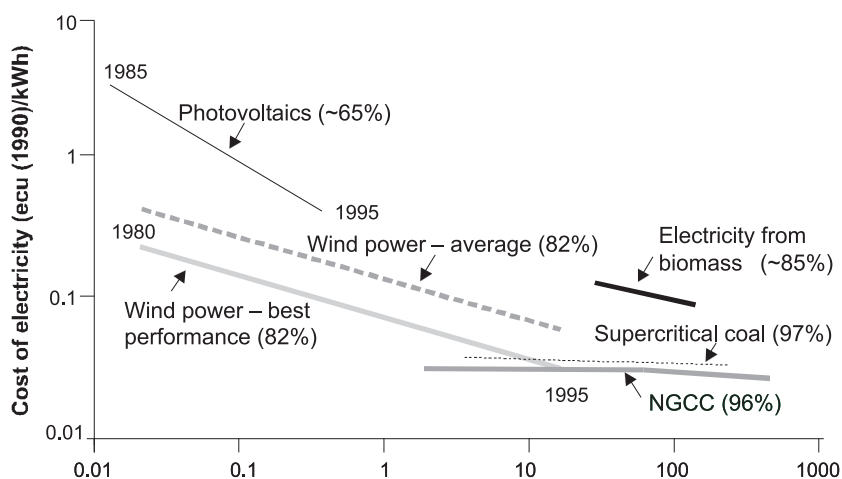 Cost of electricity (ecu (1990)/kWh)
10
1985
Photovoltaics (~65%)
1
1995
1980
Wind power – average (82%)
Electricity from
biomass (~85%)
0.1
Wind power – best
performance (82%)
Supercritical coal (97%)
1995
NGCC (96%)
0.01
0.01 0.1 1 10 100 1000